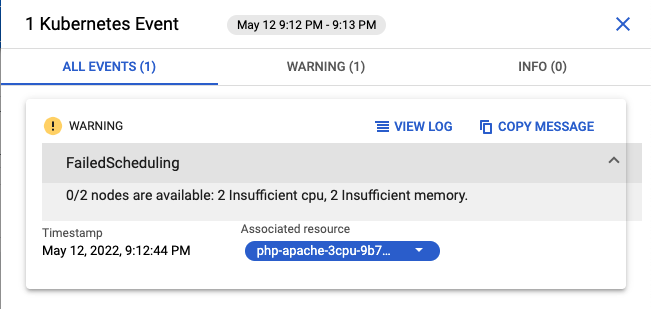 1 Kubernetes Event
May 12 9:12 PM - 9:13 PM
ALL EVENTS (1)
WARNING (1)
INFO (0)
WARNING
VIEW LOG
COPY MESSAGE
FailedScheduling
0/2 nodes are available: 2 Insufficient cpu, 2 Insufficient memory.
Timestamp
Associated resource
May 12, 2022, 9:12:44 PM
php-apache-3cpu-9b7...